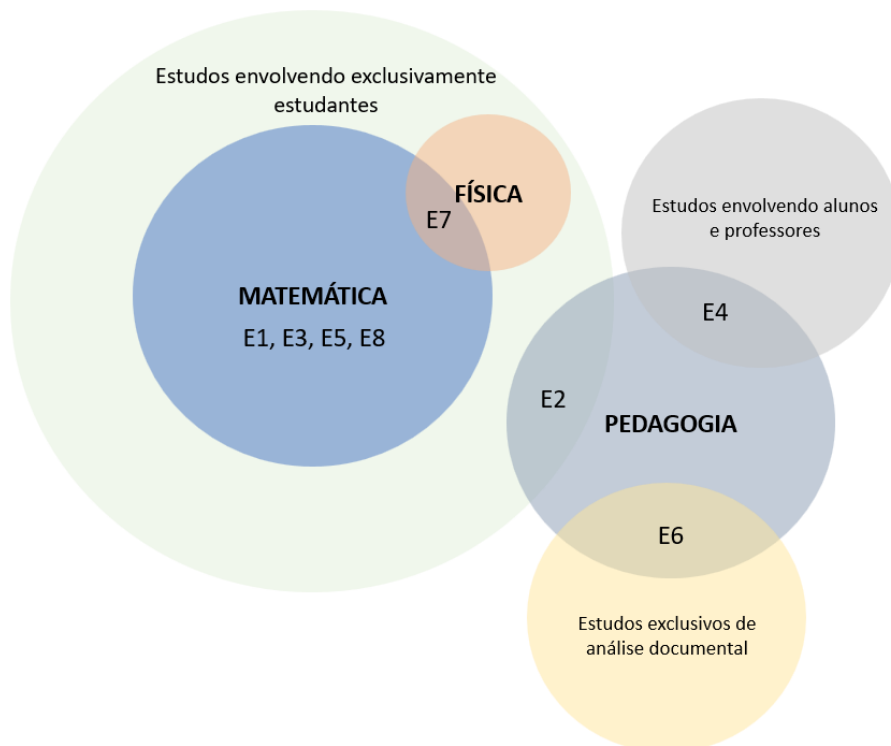 Estudos envolvendo exclusivamente
estudantes
FÍSICA
E7
MATEMÁTICA
E1, E3, E5, E8
Estudos envolvendo alunos
e professores
E4
E2
PEDAGOGIA
E6
Estudos exclusivos de
análise documental